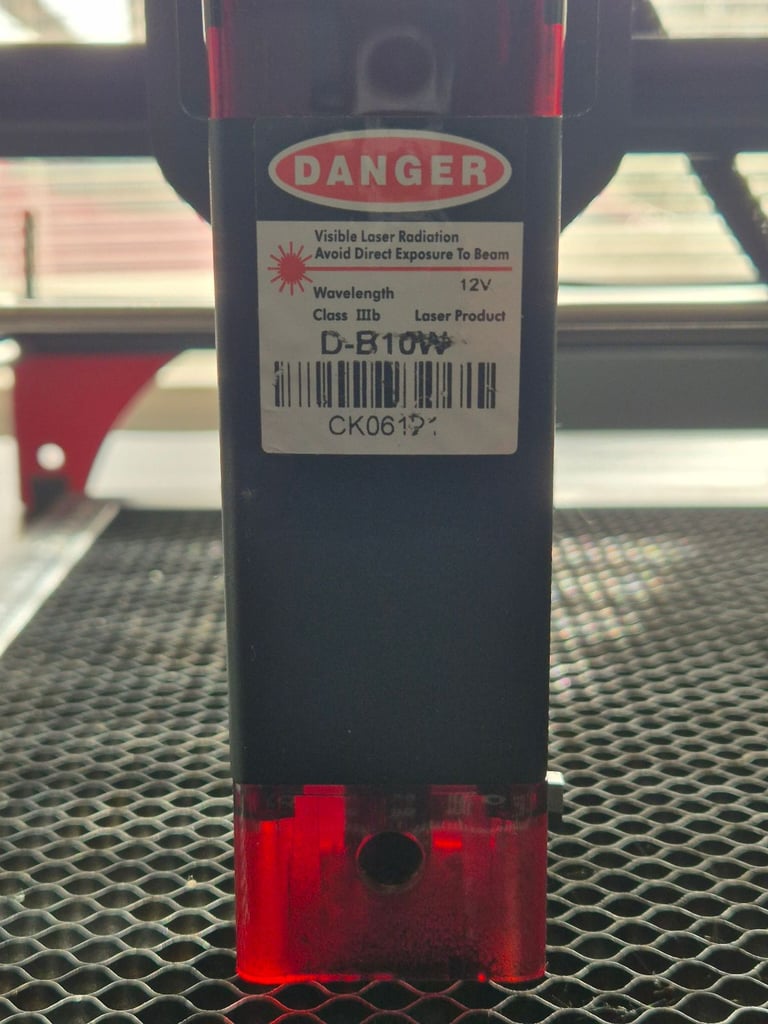 DANGER
Visible Laser Radiation
Avoid Direct Exposure To Beam
Wavelength 12V
Class IIIb Laser Product
D-B10W